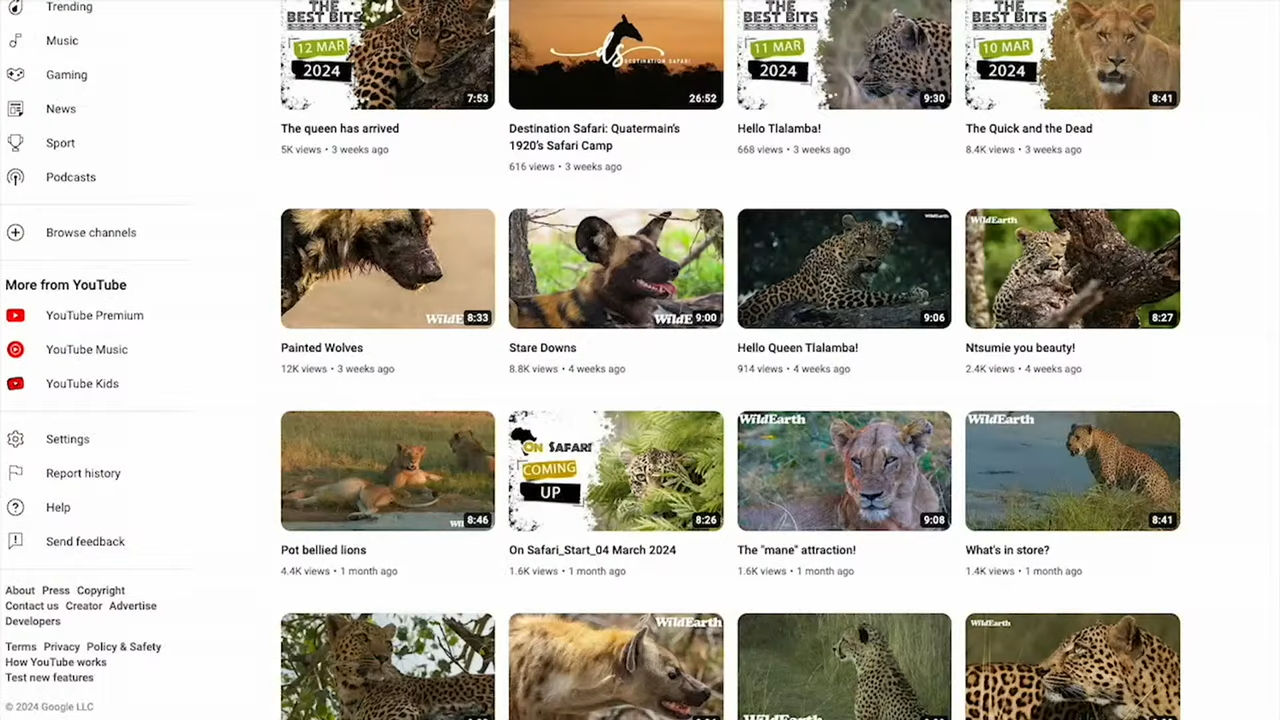 Trending
Music
Gaming
News
Sport
Podcasts
Browse channels
More from YouTube
YouTube Premium
YouTube Music
YouTube Kids
Settings
Report history
Help
Send feedback
About Press Copyright
Contact us Creator Advertise
Developers
Terms Privacy Policy & Safety
How YouTube works
Test new features
© 2024 Google LLC
THE
BEST BITS
12 MAR
2024
7:53
The queen has arrived
5K views • 3 weeks ago
ds
DESTINATION SAFARI
26:52
Destination Safari: Quatermain's
1920's Safari Camp
616 views • 3 weeks ago
THE
BEST BITS
11 MAR
2024
9:30
Hello Tlalamba!
668 views • 3 weeks ago
THE
BEST BITS
10 MAR
2024
8:41
The Quick and the Dead
8.4K views • 3 weeks ago
WildE
8:33
Painted Wolves
12K views • 3 weeks ago
WildE
9:00
Stare Downs
8.8K views • 4 weeks ago
WildEarth
9:06
Hello Queen Tlalamba!
914 views • 4 weeks ago
WildEarth
8:27
Ntsumie you beauty!
2.4K views • 4 weeks ago
Wi
8:46
Pot bellied lions
4.4K views • 1 month ago
ON SAFARI
COMING
UP
8:26
On Safari_Start_04 March 2024
1.6K views • 1 month ago
WildEarth
9:08
The "mane" attraction!
1.6K views • 1 month ago
WildEarth
8:41
What's in store?
1.4K views • 1 month ago
WildEarth
WildEarth
WildEarth